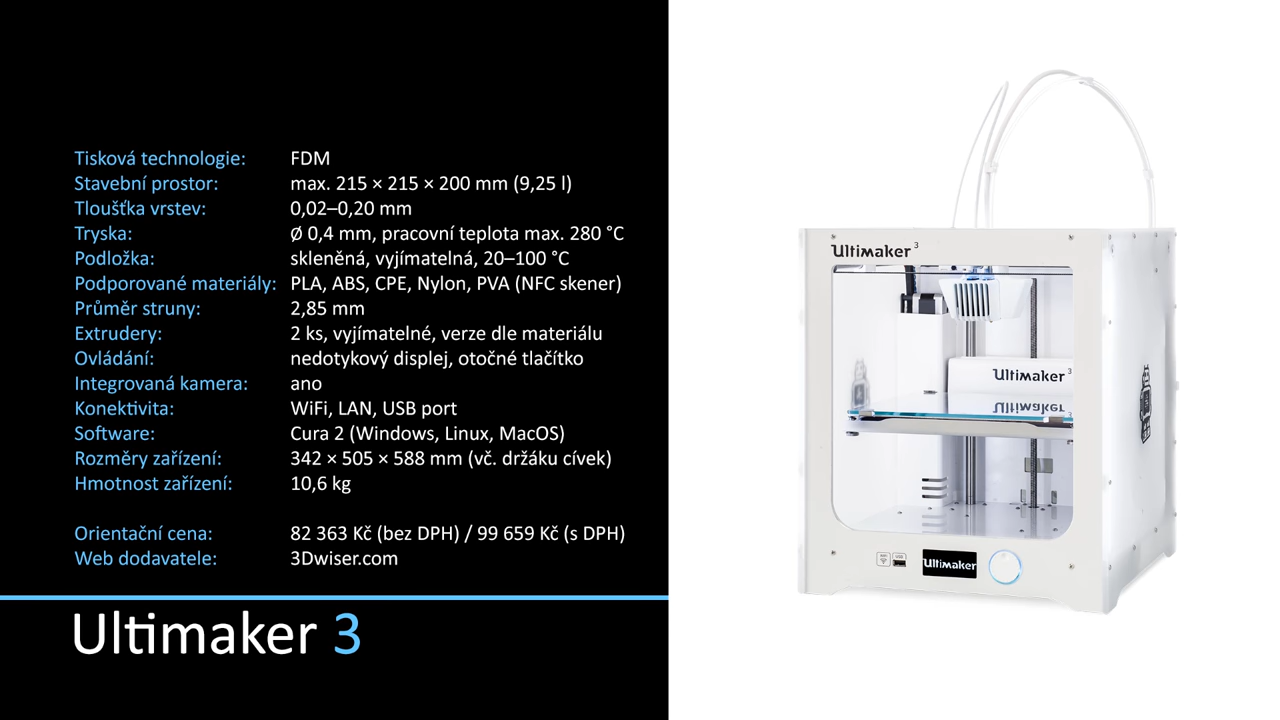 Tisková technologie: FDM
Stavební prostor: max. 215 × 215 × 200 mm (9,25 l)
Tloušťka vrstev: 0,02–0,20 mm
Tryska: Ø 0,4 mm, pracovní teplota max. 280 °C
Podložka: skleněná, vyjímatelná, 20–100 °C
Podporované materiály: PLA, ABS, CPE, Nylon, PVA (NFC skener)
Průměr struny: 2,85 mm
Extrudery: 2 ks, vyjímatelné, verze dle materiálu
Ovládání: nedotykový displej, otočné tlačítko
Integrovaná kamera: ano
Konektivita: WiFi, LAN, USB port
Software: Cura 2 (Windows, Linux, MacOS)
Rozměry zařízení: 342 × 505 × 588 mm (vč. držáku cívek)
Hmotnost zařízení: 10,6 kg
Orientační cena: 82 363 Kč (bez DPH) / 99 659 Kč (s DPH)
Web dodavatele: 3Dwiser.com
Ultimaker 3
Ultimaker 3
Ultimaker 3
Ultimaker 3
WiFi USB
Ultimaker